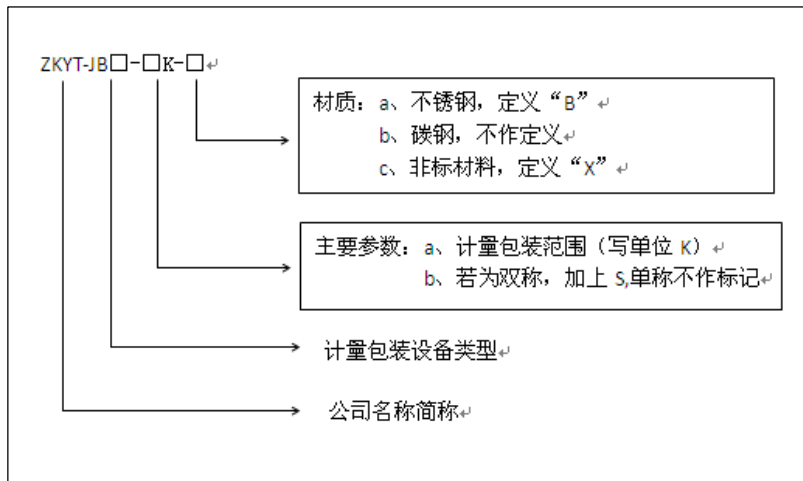 ZKYT-JB□-□K-□
材质：a、不锈钢，定义“B”
b、碳钢，不作定义
c、非标材料，定义“X”
主要参数：a、计量包装范围（写单位 K）
b、若为双称，加上 S,单称不作标记
计量包装设备类型
公司名称简称